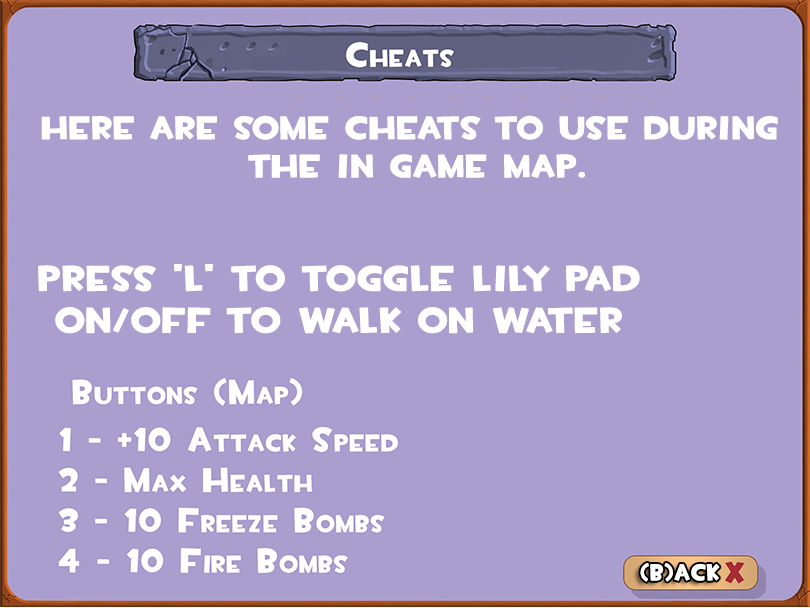 Cheats
HERE ARE SOME CHEATS TO USE DURING
THE IN GAME MAP.
PRESS 'L' TO TOGGLE LILY PAD
ON/OFF TO WALK ON WATER
Buttons (Map)
1 - +10 Attack Speed
2 - Max Health
3 - 10 Freeze Bombs
4 - 10 Fire Bombs
(B)ACK X